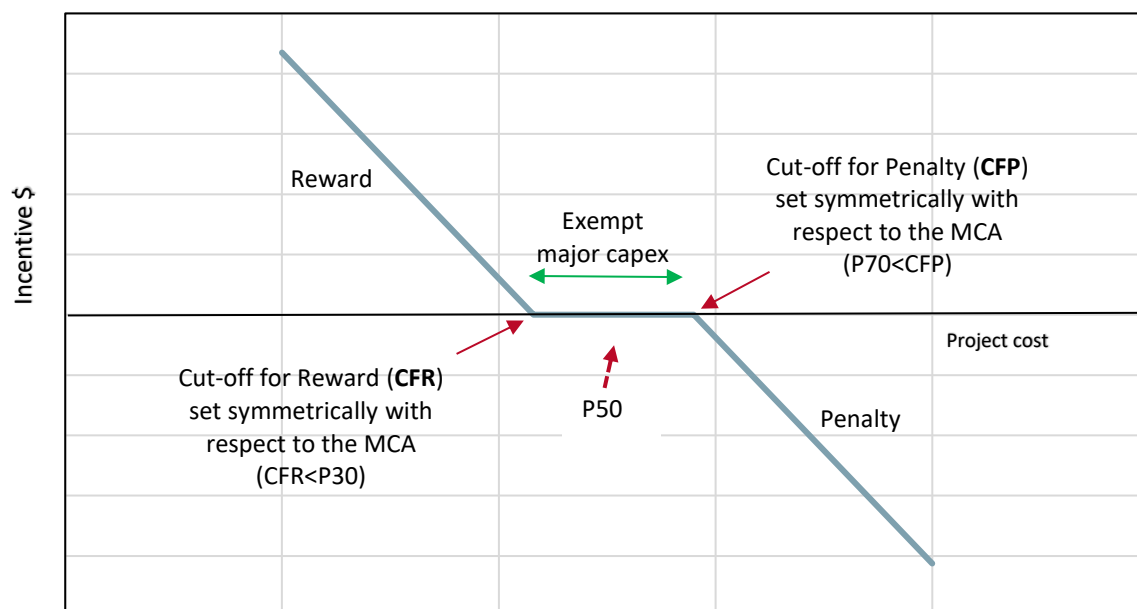 Incentive $
Reward
Exempt
major capex
Cut-off for Penalty (CFP)
set symmetrically with
respect to the MCA
(P70<CFP)
Project cost
Cut-off for Reward (CFR)
set symmetrically with
respect to the MCA
(CFR<P30)
P50
Penalty